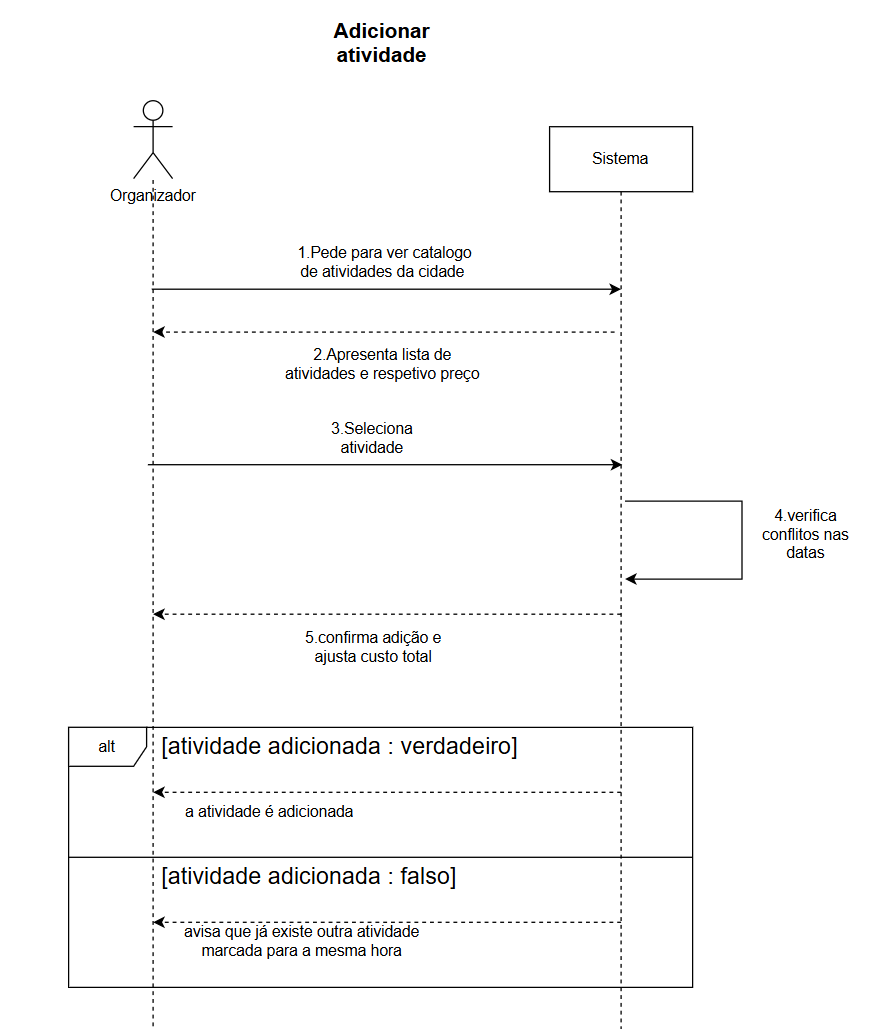 Adicionar
atividade
Organizador
Sistema
1.Pede para ver catalogo
de atividades da cidade
2.Apresenta lista de
atividades e respetivo preço
3.Seleciona
atividade
4.verifica
conflitos nas
datas
5.confirma adição e
ajusta custo total
alt
[atividade adicionada : verdadeiro]
a atividade é adicionada
[atividade adicionada : falso]
avisa que já existe outra atividade
marcada para a mesma hora